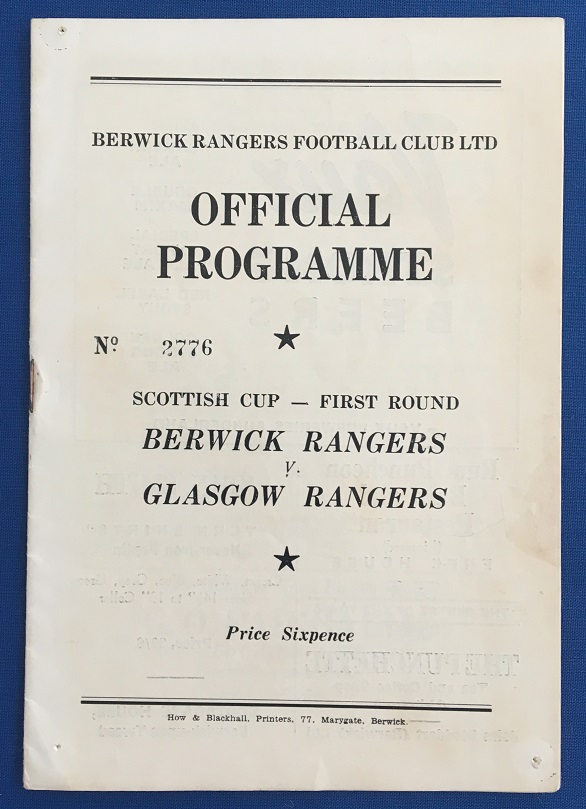 BERWICK RANGERS FOOTBALL CLUB LTD
OFFICIAL
PROGRAMME
Nº 2776
SCOTTISH CUP — FIRST ROUND
BERWICK RANGERS
v.
GLASGOW RANGERS
Price Sixpence
How & Blackhall, Printers, 77, Marygate, Berwick.